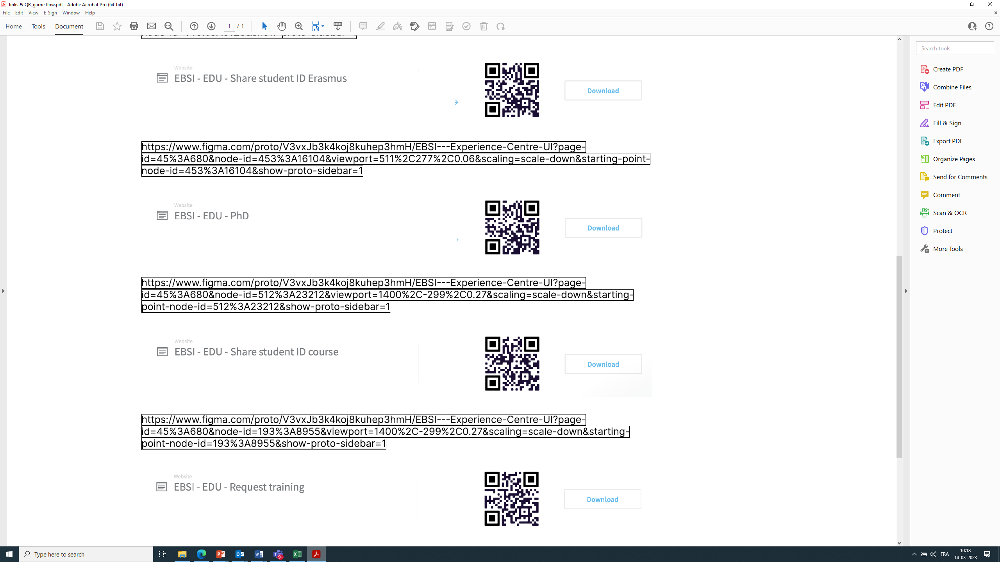 links & QR_game flow.pdf - Adobe Acrobat Pro (64-bit)
File Edit View E-Sign Window Help
Home Tools Document 1 / 1
Search tools
Create PDF
Combine Files
Edit PDF
Fill & Sign
Export PDF
Organize Pages
Send for Comments
Comment
Scan & OCR
Protect
More Tools
Website
EBSI - EDU - Share student ID Erasmus
Download
https://www.figma.com/proto/V3vxJb3k4koj8kuhep3hmH/EBSI---Experience-Centre-UI?page-
id=45%3A680&node-id=453%3A16104&viewport=511%2C277%2C0.06&scaling=scale-down&starting-point-
node-id=453%3A16104&show-proto-sidebar=1
Website
EBSI - EDU - PhD
Download
https://www.figma.com/proto/V3vxJb3k4koj8kuhep3hmH/EBSI---Experience-Centre-UI?page-
id=45%3A680&node-id=512%3A23212&viewport=1400%2C-299%2C0.27&scaling=scale-down&starting-
point-node-id=512%3A23212&show-proto-sidebar=1
Website
EBSI - EDU - Share student ID course
Download
https://www.figma.com/proto/V3vxJb3k4koj8kuhep3hmH/EBSI---Experience-Centre-UI?page-
id=45%3A680&node-id=193%3A8955&viewport=1400%2C-299%2C0.27&scaling=scale-down&starting-
point-node-id=193%3A8955&show-proto-sidebar=1
Website
EBSI - EDU - Request training
Download
Type here to search
9+
FRA
10:18
14-03-2023